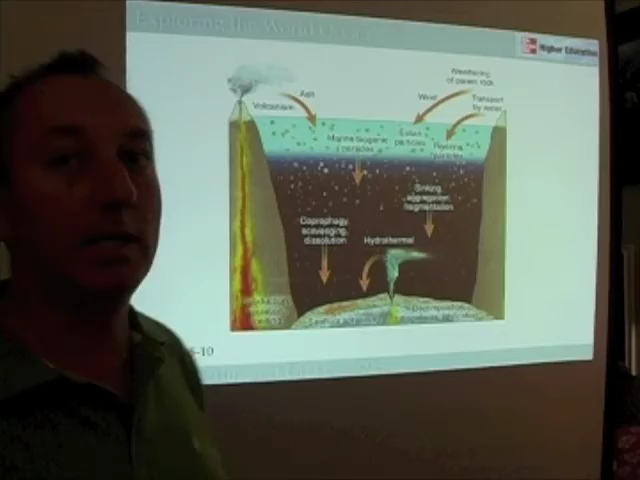 Exploring the World Ocean
Higher Education
Weathering
of parent rock
Ash
Wind
Transport
by water
Volcanism
Marine biogenic
particles
Eolian
particles
Riverine
particles
Sinking,
aggregation,
fragmentation
Coprophagy,
scavenging,
dissolution
Hydrothermal
-10